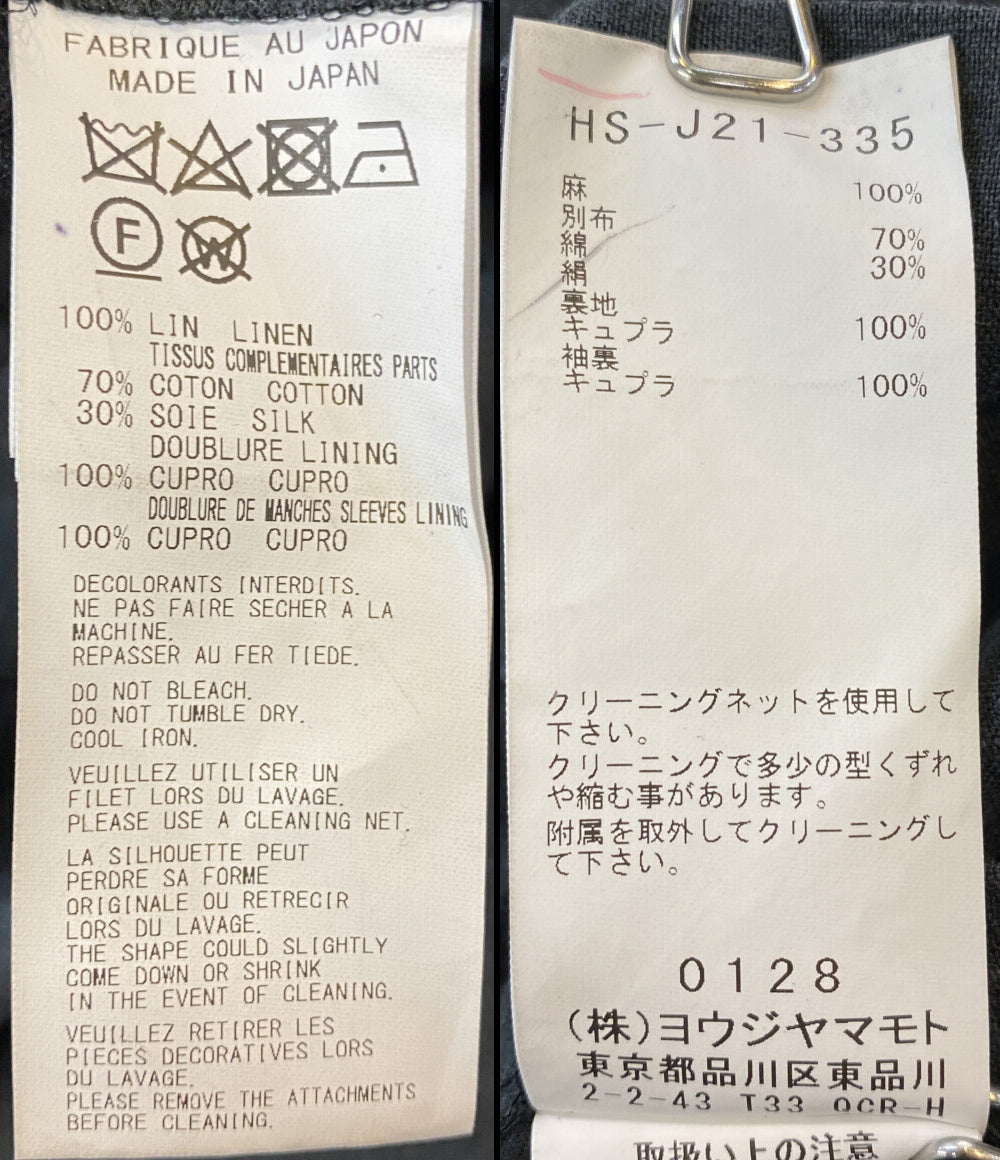 FABRIQUE AU JAPON
MADE IN JAPAN
F
W
100% LIN LINEN
TISSUS COMPLEMENTAIRES PARTS
70% COTON COTTON
30% SOIE SILK
DOUBLURE LINING
100% CUPRO CUPRO
DOUBLURE DE MANCHES SLEEVES LINING
100% CUPRO CUPRO
DECOLORANTS INTERDITS.
NE PAS FAIRE SECHER A LA
MACHINE.
REPASSER AU FER TIEDE.
DO NOT BLEACH.
DO NOT TUMBLE DRY.
COOL IRON.
VEUILLEZ UTILISER UN
FILET LORS DU LAVAGE.
PLEASE USE A CLEANING NET.
LA SILHOUETTE PEUT
PERDRE SA FORME
ORIGINALE OU RETRECIR
LORS DU LAVAGE.
THE SHAPE COULD SLIGHTLY
COME DOWN OR SHRINK
IN THE EVENT OF CLEANING.
VEUILLEZ RETIRER LES
PIECES DECORATIVES LORS
DU LAVAGE.
PLEASE REMOVE THE ATTACHMENTS
BEFORE CLEANING.
HS-J21-335
麻 100%
別布
綿 70%
絹 30%
裏地
キュプラ 100%
袖裏
キュプラ 100%
クリーニングネットを使用して
下さい。
クリーニングで多少の型くずれ
や縮む事があります。
附属を取外してクリーニングし
て下さい。
0128
(株)ヨウジヤマモト
東京都品川区東品川
2-2-43 T33 OCR-H
取扱い上の注意